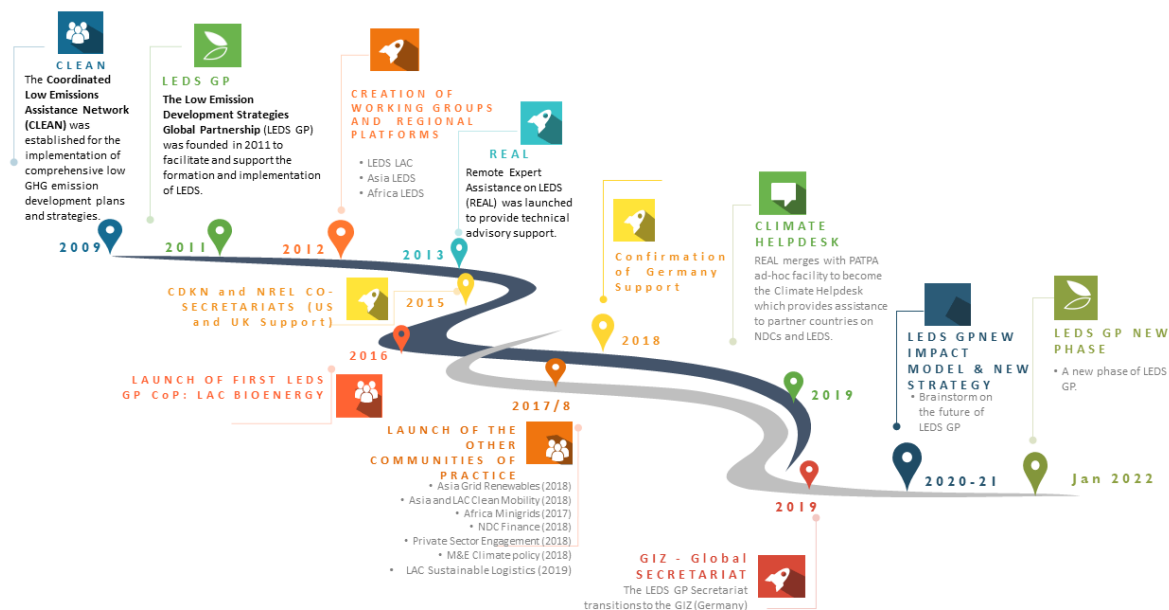 CLEAN
The Coordinated
Low Emissions
Assistance Network
(CLEAN) was
established for the
implementation of
comprehensive low
GHG emission
development plans
and strategies.
2009
LEDS GP
The Low Emission
Development Strategies
Global Partnership (LEDS GP)
was founded in 2011 to
facilitate and support the
formation and implementation
of LEDS.
2011
CREATION OF
WORKING GROUPS
AND REGIONAL
PLATFORMS
• LEDS LAC
• Asia LEDS
• Africa LEDS
2012
REAL
Remote Expert
Assistance on LEDS
(REAL) was launched
to provide technical
advisory support.
2013
CDKN and NREL CO-
SECRETARIATS (US
and UK Support)
2015
2016
LAUNCH OF FIRST LEDS
GP CoP: LAC BIOENERGY
2017/8
LAUNCH OF THE
OTHER
COMMUNITIES OF
PRACTICE
• Asia Grid Renewables (2018)
• Asia and LAC Clean Mobility (2018)
• Africa Minigrids (2017)
• NDC Finance (2018)
• Private Sector Engagement (2018)
• M&E Climate policy (2018)
• LAC Sustainable Logistics (2019)
Confirmation
of Germany
Support
2018
CLIMATE
HELPDESK
REAL merges with PATPA
ad-hoc facility to become
the Climate Helpdesk
which provides assistance
to partner countries on
NDCs and LEDS.
2019
2019
GIZ - Global
SECRETARIAT
The LEDS GP Secretariat
transitions to the GIZ (Germany)
LEDS GPNEW
IMPACT
MODEL & NEW
STRATEGY
• Brainstorm on
the future of
LEDS GP
2020-21
LEDS GP NEW
PHASE
• A new phase of LEDS
GP.
Jan 2022